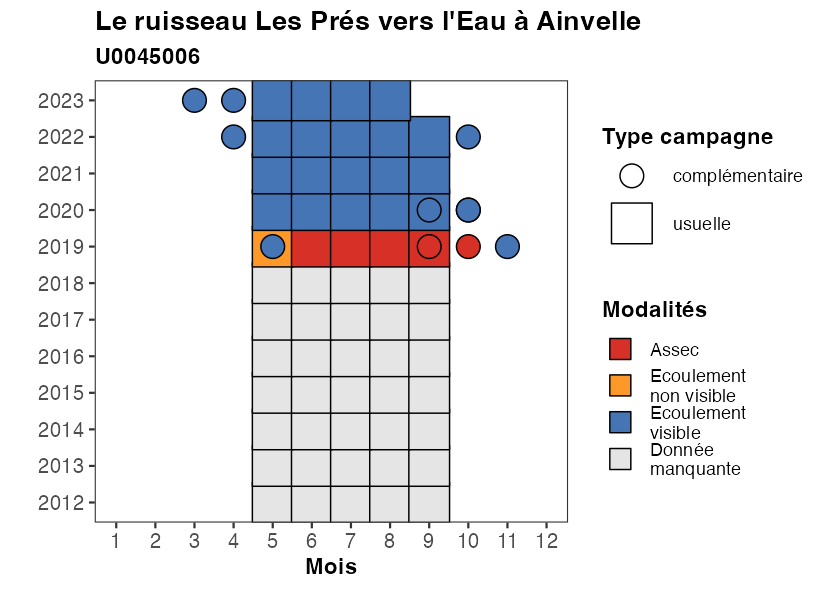 Le ruisseau Les Prés vers l'Eau à Ainvelle
U0045006
2023
2022
2021
2020
2019
2018
2017
2016
2015
2014
2013
2012
1 2 3 4 5 6 7 8 9 10 11 12
Mois
Type campagne
complémentaire
usuelle
Modalités
Assec
Ecoulement
non visible
Ecoulement
visible
Donnée
manquante